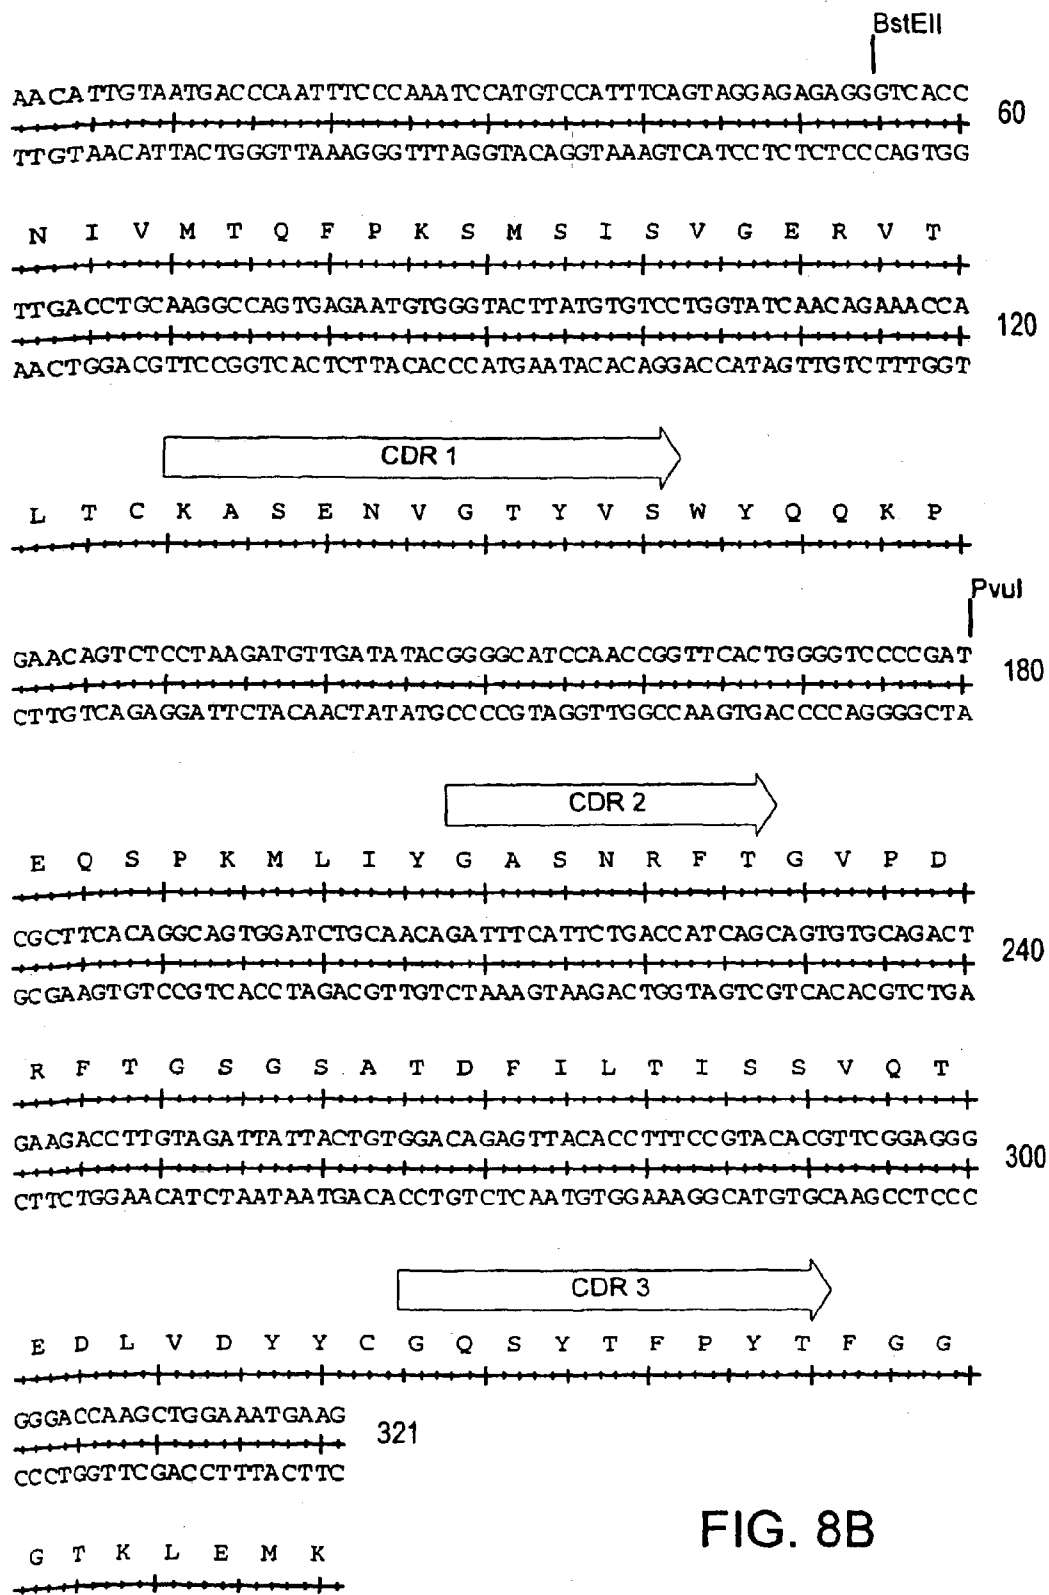 BstEII
AACATTGTAATGACCCAATTTCCCAAATCCATGTCCATTTCAGTAGGAGAGAGGGTCACC
60
TTGTAACATTACTGGGTTAAAGGGTTTAGGTACAGGTAAAGTCATCCTCTCTCCCAGTGG
N I V M T Q F P K S M S I S V G E R V T
TTGACCTGCAAGGCCAGTGAGAATGTGGGTACTTATGTGTCCTGGTATCAACAGAAACCA
120
AACTGGACGTTCCGGTCACTCTTACACCCATGAATACACAGGACCATAGTTGTCTTTGGT
CDR 1
L T C K A S E N V G T Y V S W Y Q Q K P
PvuI
GAACAGTCTCCTAAGATGTTGATATACGGGGCATCCAACCGGTTCACTGGGGTCCCCGAT
180
CTTGTCAGAGGATTCTACAACTATATGCCCCGTAGGTTGGCCAAGTGACCCCAGGGGCTA
CDR 2
E Q S P K M L I Y G A S N R F T G V P D
CGCTTCACAGGCAGTGGATCTGCAACAGATTTCATTCTGACCATCAGCAGTGTGCAGACT
240
GCGAAGTGTCCGTCACCTAGACGTTGTCTAAAGTAAGACTGGTAGTCGTCACACGTCTGA
R F T G S G S A T D F I L T I S S V Q T
GAAGACCTTGTAGATTATTACTGTGGACAGAGTTACACCTTTCCGTACACGTTCGGAGGG
300
CTTCTGGAACATCTAATAATGACACCTGTCTCAATGTGGAAAGGCATGTGCAAGCCTCCC
CDR 3
E D L V D Y Y C G Q S Y T F P Y T F G G
GGGACCAAGCTGGAAATGAAG
321
CCCTGGTTCGACCTTTACTTC
G T K L E M K
FIG. 8B